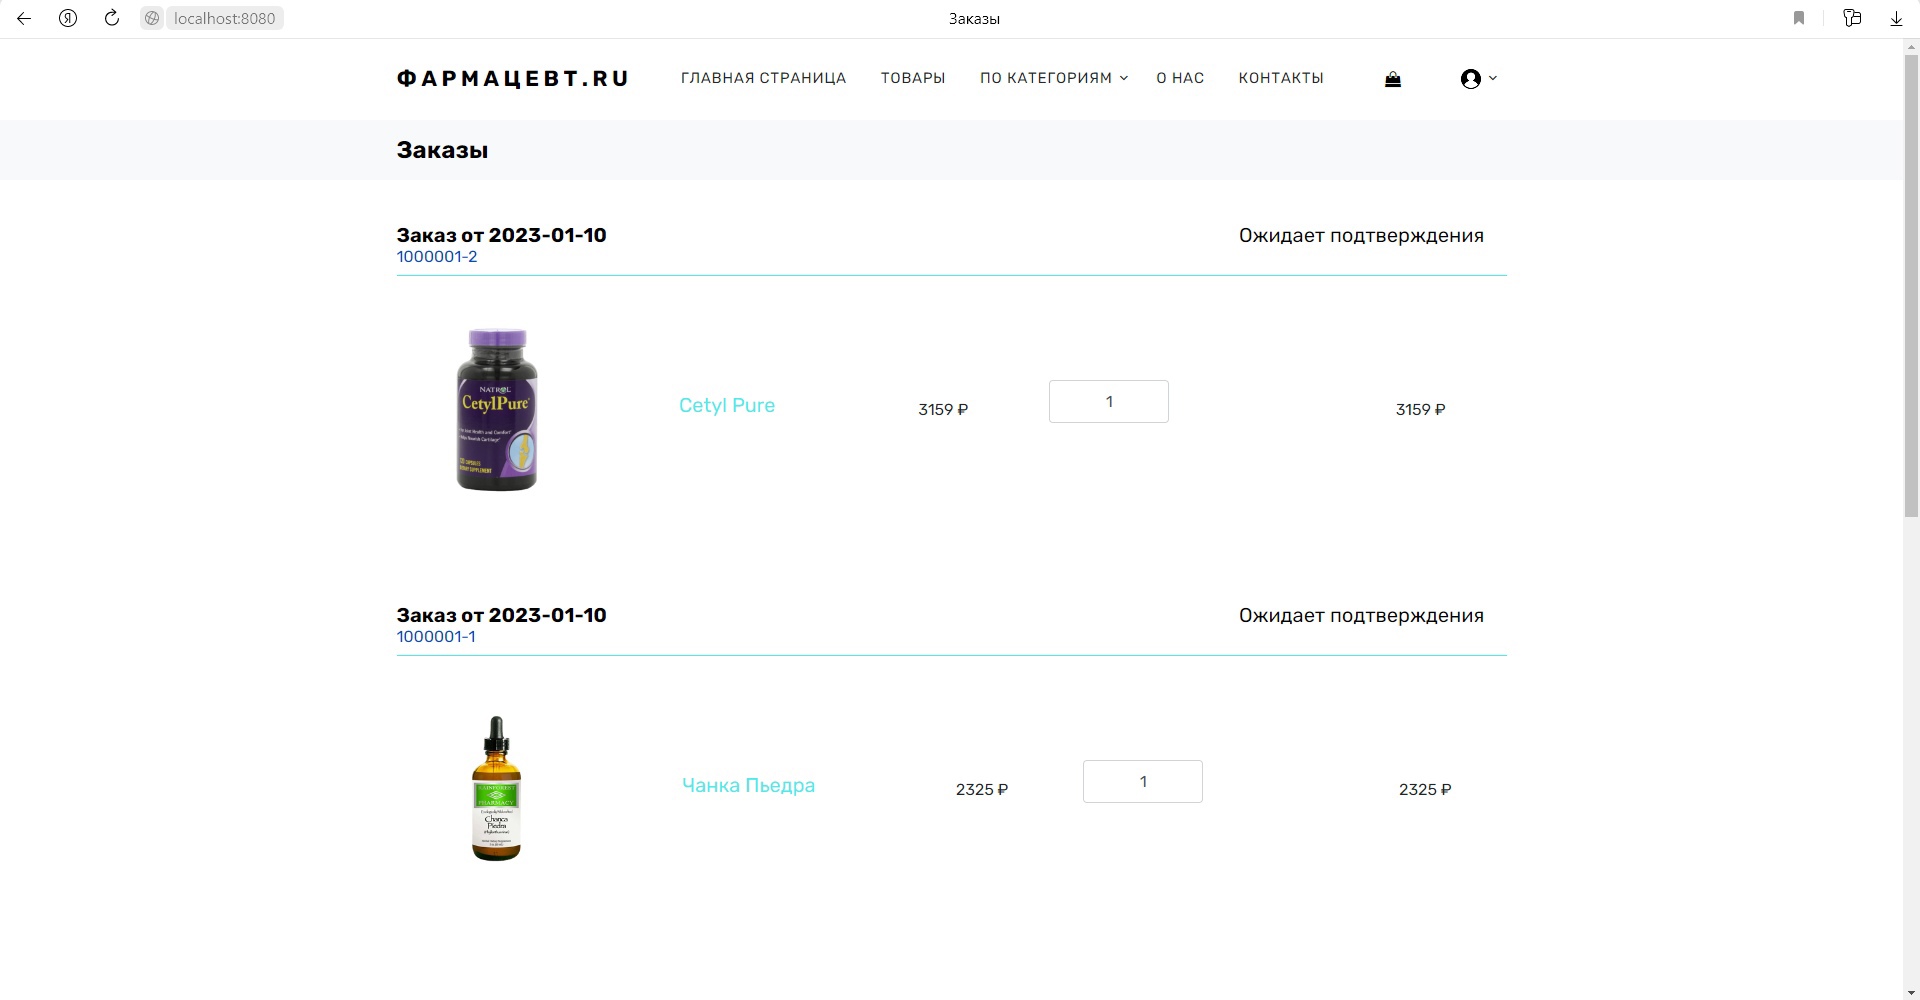 localhost:8080
Заказы
ФАРМАЦЕВТ.RU
ГЛАВНАЯ СТРАНИЦА
ТОВАРЫ
ПО КАТЕГОРИЯМ
О НАС
КОНТАКТЫ
Заказы
Заказ от 2023-01-10
Ожидает подтверждения
1000001-2
NATROL
CetylPure
Cetyl Pure
3159 ₽
1
3159 ₽
Заказ от 2023-01-10
Ожидает подтверждения
1000001-1
RAINFOREST
PHARMACY
Chanca
Piedra
Чанка Пьедра
2325 ₽
1
2325 ₽